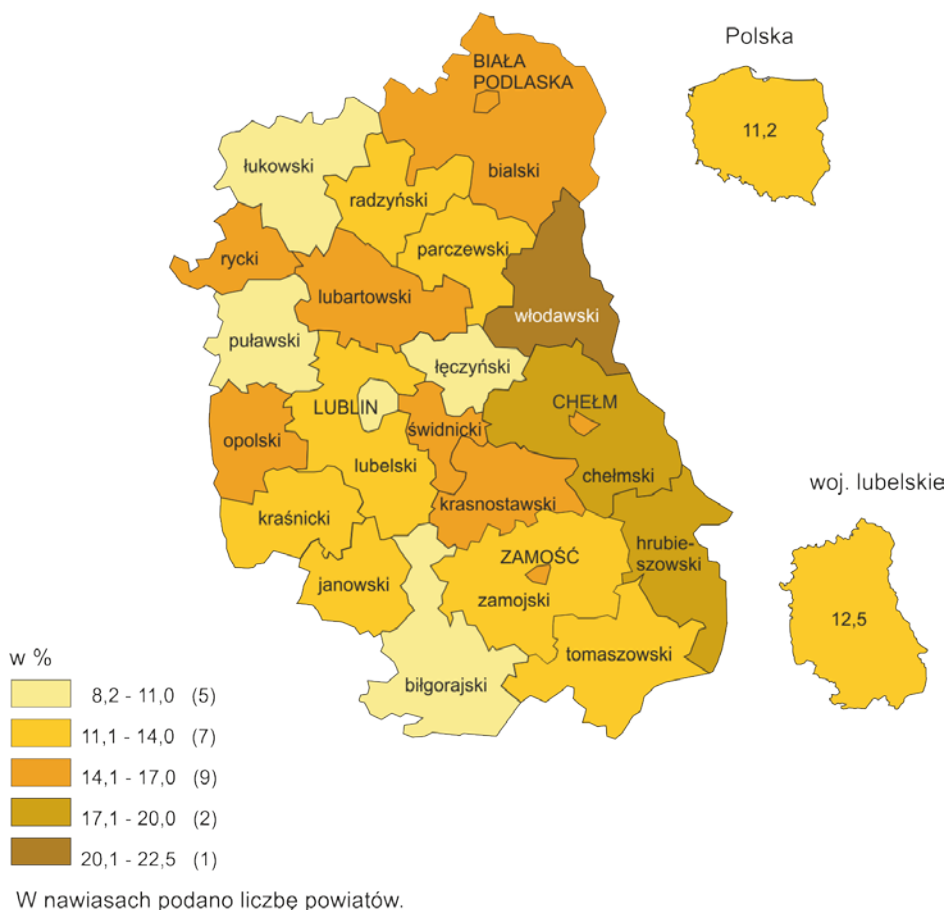 Polska
BIAŁA
PODLASKA
11,2
łukowski
bialski
radzyński
parczewski
rycki
lubartowski
włodawski
puławski
łęczyński
LUBLIN
CHEŁM
świdnicki
opolski
lubelski
chełmski
woj. lubelskie
krasnostawski
kraśnicki
hrubie-
szowski
ZAMOŚĆ
janowski
zamojski
12,5
tomaszowski
biłgorajski
w %
8,2 - 11,0 (5)
11,1 - 14,0 (7)
14,1 - 17,0 (9)
17,1 - 20,0 (2)
20,1 - 22,5 (1)
W nawiasach podano liczbę powiatów.